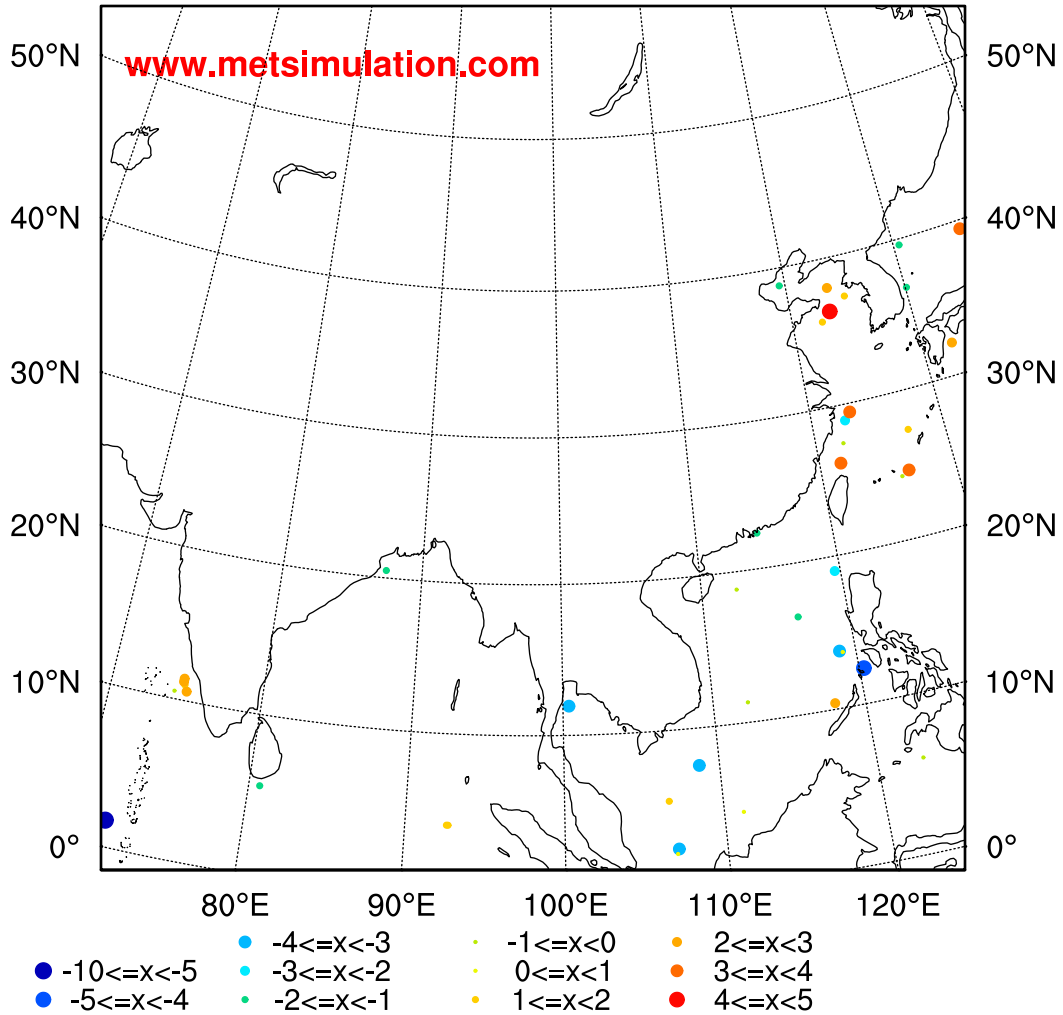 www.metsimulation.com
50°N 50°N
40°N 40°N
30°N 30°N
20°N 20°N
10°N 10°N
0° 0°
80°E 90°E 100°E 110°E 120°E
-4<=x<-3 -1<=x<0 2<=x<3
-10<=x<-5 -3<=x<-2 0<=x<1 3<=x<4
-5<=x<-4 -2<=x<-1 1<=x<2 4<=x<5